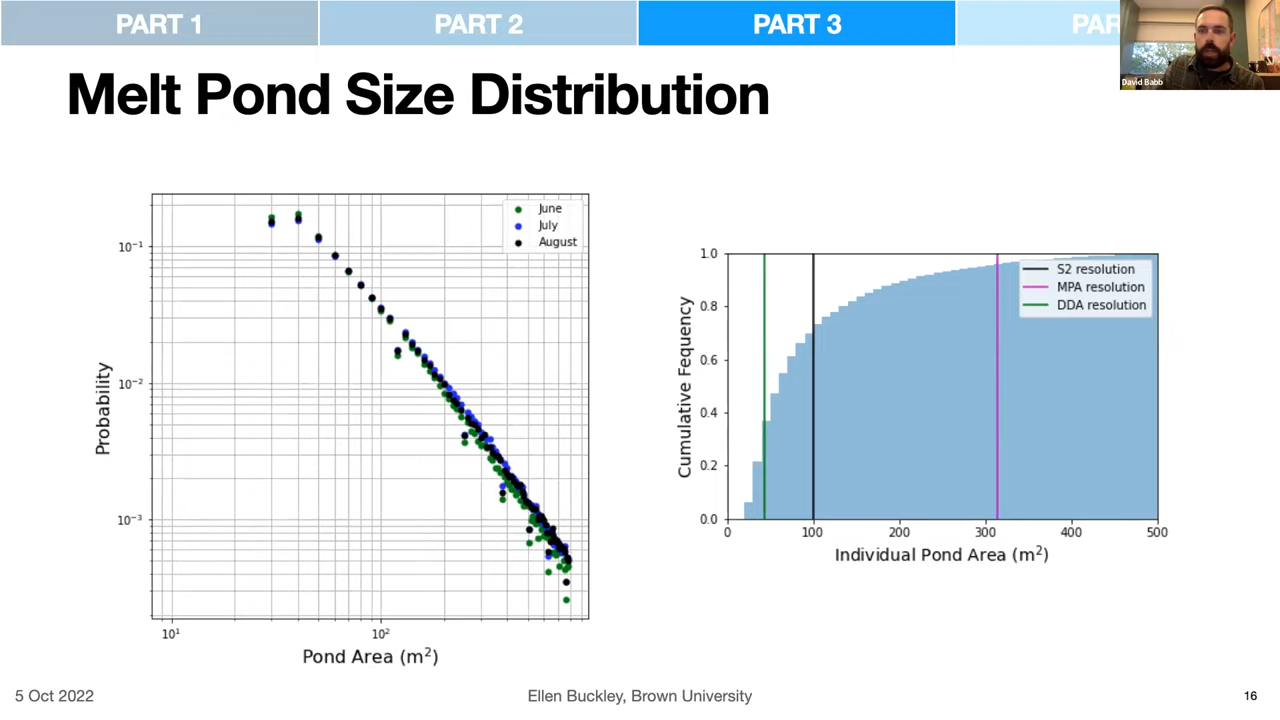 PART 1
PART 2
PART 3
PAR
David Babb
Melt Pond Size Distribution
June
July
August
10⁻¹
10⁻²
10⁻³
Probability
10¹
10²
Pond Area (m²)
S2 resolution
MPA resolution
DDA resolution
1.0
0.8
0.6
0.4
0.2
0.0
Cumulative Fequency
0
100
200
300
400
500
Individual Pond Area (m²)
5 Oct 2022
Ellen Buckley, Brown University
16